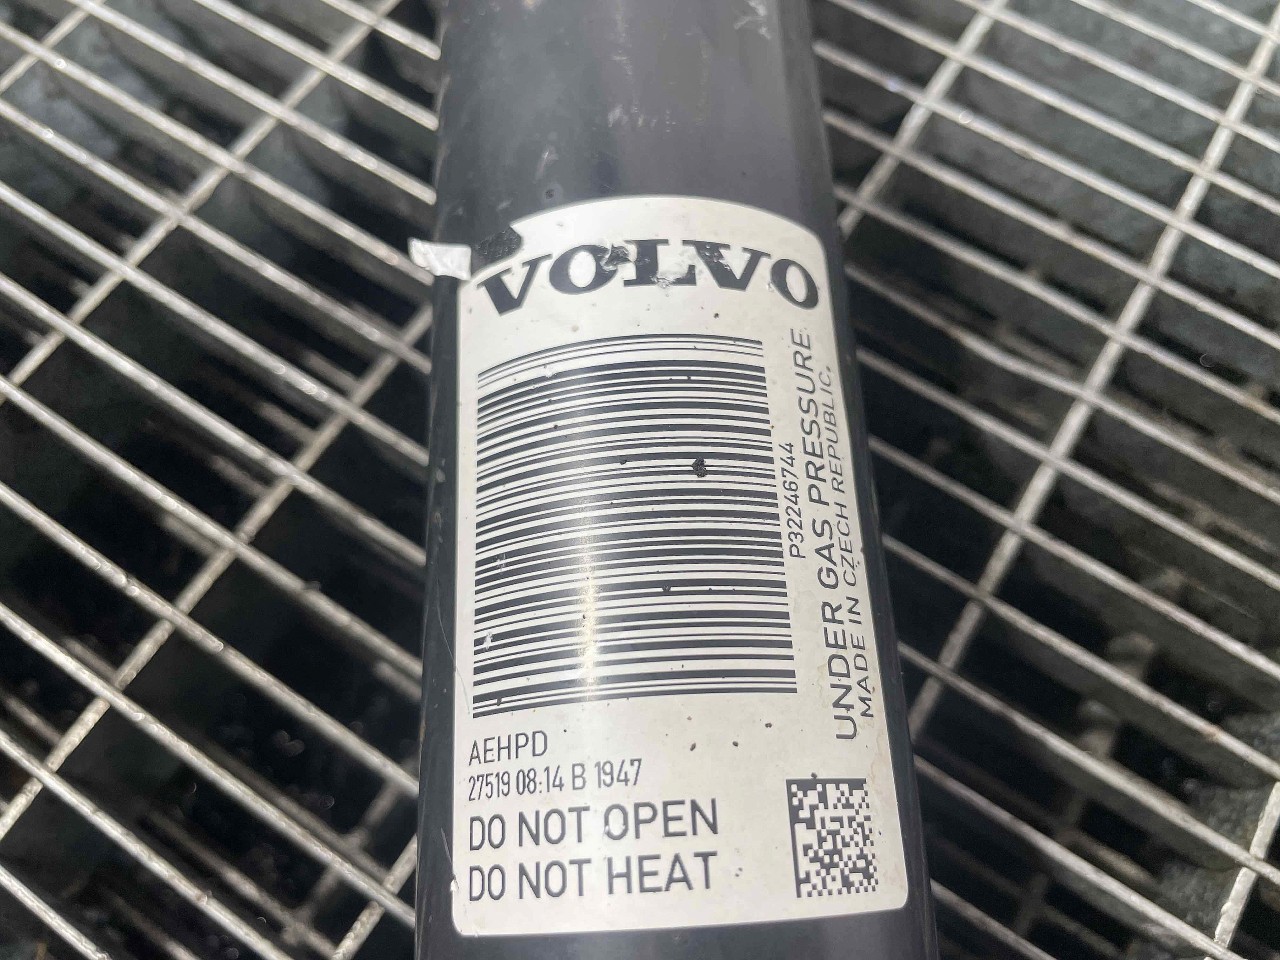 VOLVO
P32246744
UNDER GAS PRESSURE
MADE IN CZECH REPUBLIC.
AEHPD
27519 08:14 B 1947
DO NOT OPEN
DO NOT HEAT